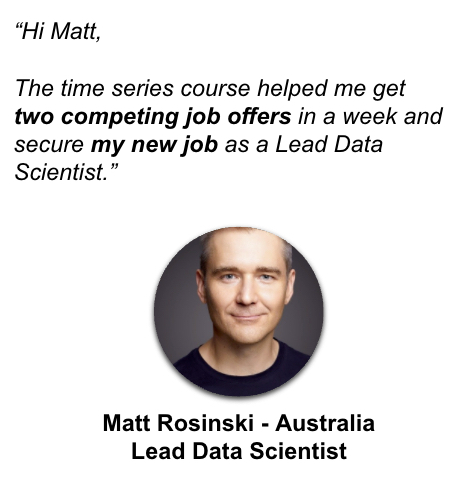 “Hi Matt,
The time series course helped me get
two competing job offers in a week and
secure my new job as a Lead Data
Scientist.”
Matt Rosinski - Australia
Lead Data Scientist